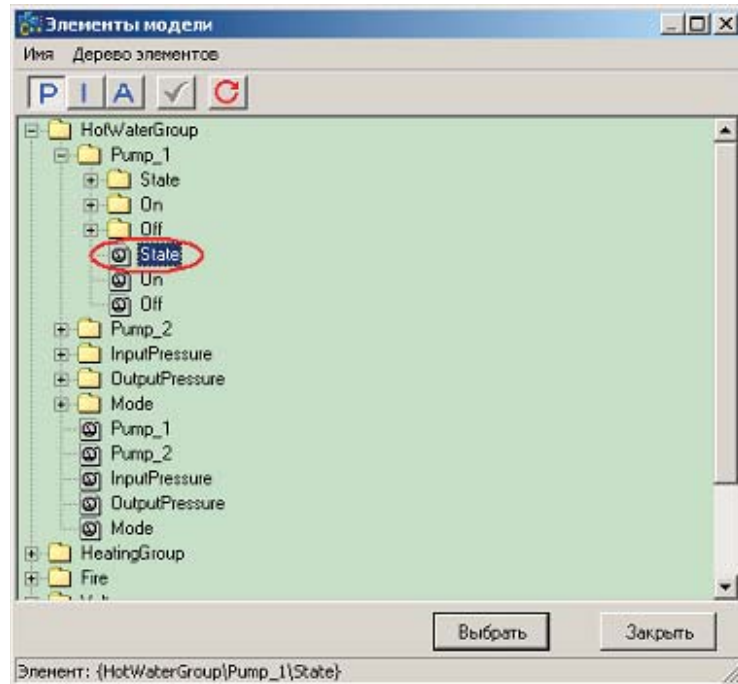 Элементы модели
Имя Дерево элементов
P I A
HotWaterGroup
Pump_1
State
On
Off
State
On
Off
Pump_2
InputPressure
OutputPressure
Mode
Pump_1
Pump_2
InputPressure
OutputPressure
Mode
HeatingGroup
Fire
Выбрать Закрыть
Элемент: {HotWaterGroup\Pump_1\State}